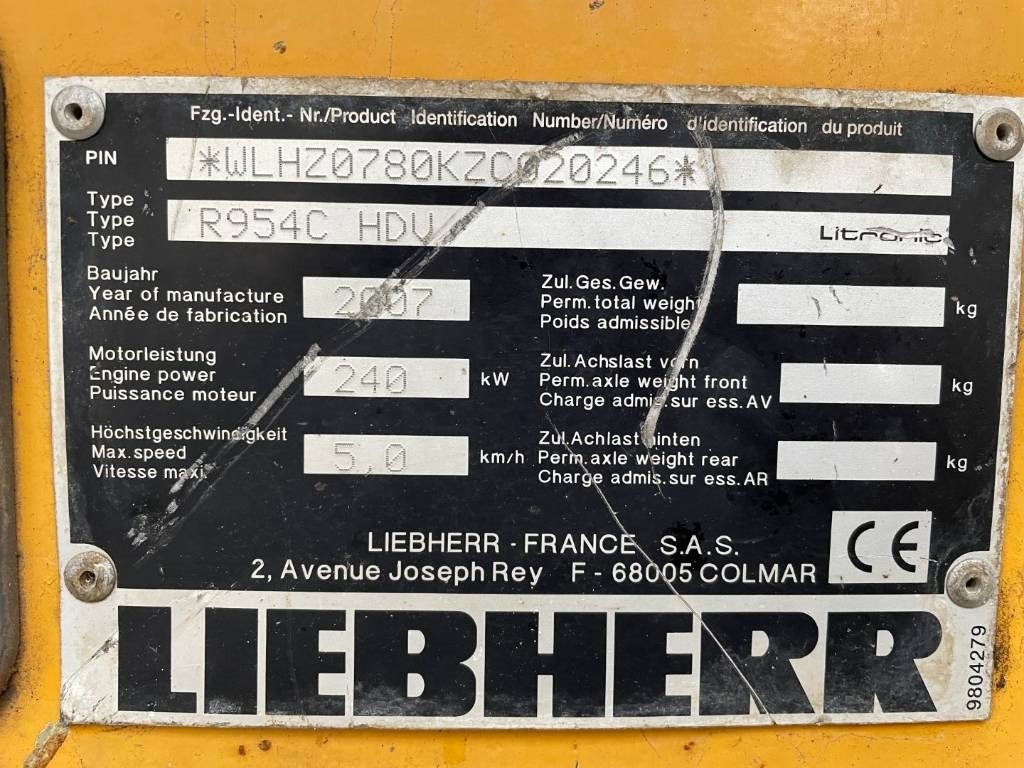 Fzg.-Ident.- Nr./Product Identification Number/Numéro d'identification du produit
PIN *WLHZ0780KZC020246*
Type
Type R954C HDV Litronic
Type
Baujahr
Year of manufacture 2007
Année de fabrication
Zul.Ges.Gew.
Perm.total weight kg
Poids admissible
Motorleistung
Engine power 240 kW
Puissance moteur
Zul.Achslast vorn
Perm.axle weight front kg
Charge admis.sur ess.AV
Höchstgeschwindigkeit
Max.speed 5,0 km/h
Vitesse maxi.
Zul.Achlast hinten
Perm.axle weight rear kg
Charge admis.sur ess.AR
LIEBHERR - FRANCE S.A.S.
2, Avenue Joseph Rey F - 68005 COLMAR
CE
LIEBHERR
9804279